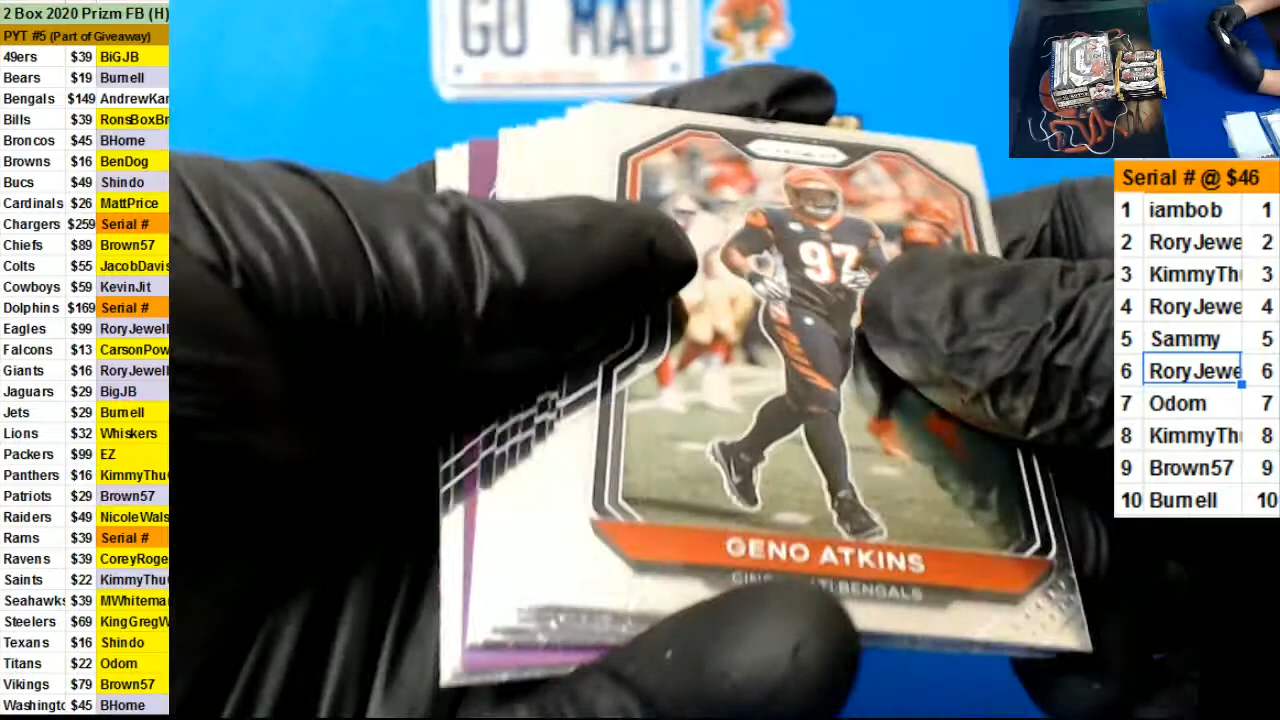 2 Box 2020 Prizm FB (H)
PYT #5 (Part of Giveaway)
49ers $39 BiGJB
Bears $19 Burnell
Bengals $149 AndrewKar
Bills $39 RonsBoxBr
Broncos $45 BHome
Browns $16 BenDog
Bucs $49 Shindo
Cardinals $26 MattPrice
Chargers $259 Serial #
Chiefs $89 Brown57
Colts $55 JacobDavis
Cowboys $59 KevinJit
Dolphins $169 Serial #
Eagles $99 RoryJewell
Falcons $13 CarsonPow
Giants $16 RoryJewell
Jaguars $29 BigJB
Jets $29 Burnell
Lions $32 Whiskers
Packers $99 EZ
Panthers $16 KimmyThu
Patriots $29 Brown57
Raiders $49 NicoleWals
Rams $39 Serial #
Ravens $39 CoreyRoge
Saints $22 KimmyThu
Seahawks $39 MWhitema
Steelers $69 KingGregW
Texans $16 Shindo
Titans $22 Odom
Vikings $79 Brown57
Washingto $45 BHome
GO MAD
97
GENO ATKINS
BENGALS
Serial # @ $46
1 iambob 1
2 RoryJewe 2
3 KimmyTh 3
4 RoryJewe 4
5 Sammy 5
6 RoryJewe 6
7 Odom 7
8 KimmyTh 8
9 Brown57 9
10 Burnell 10